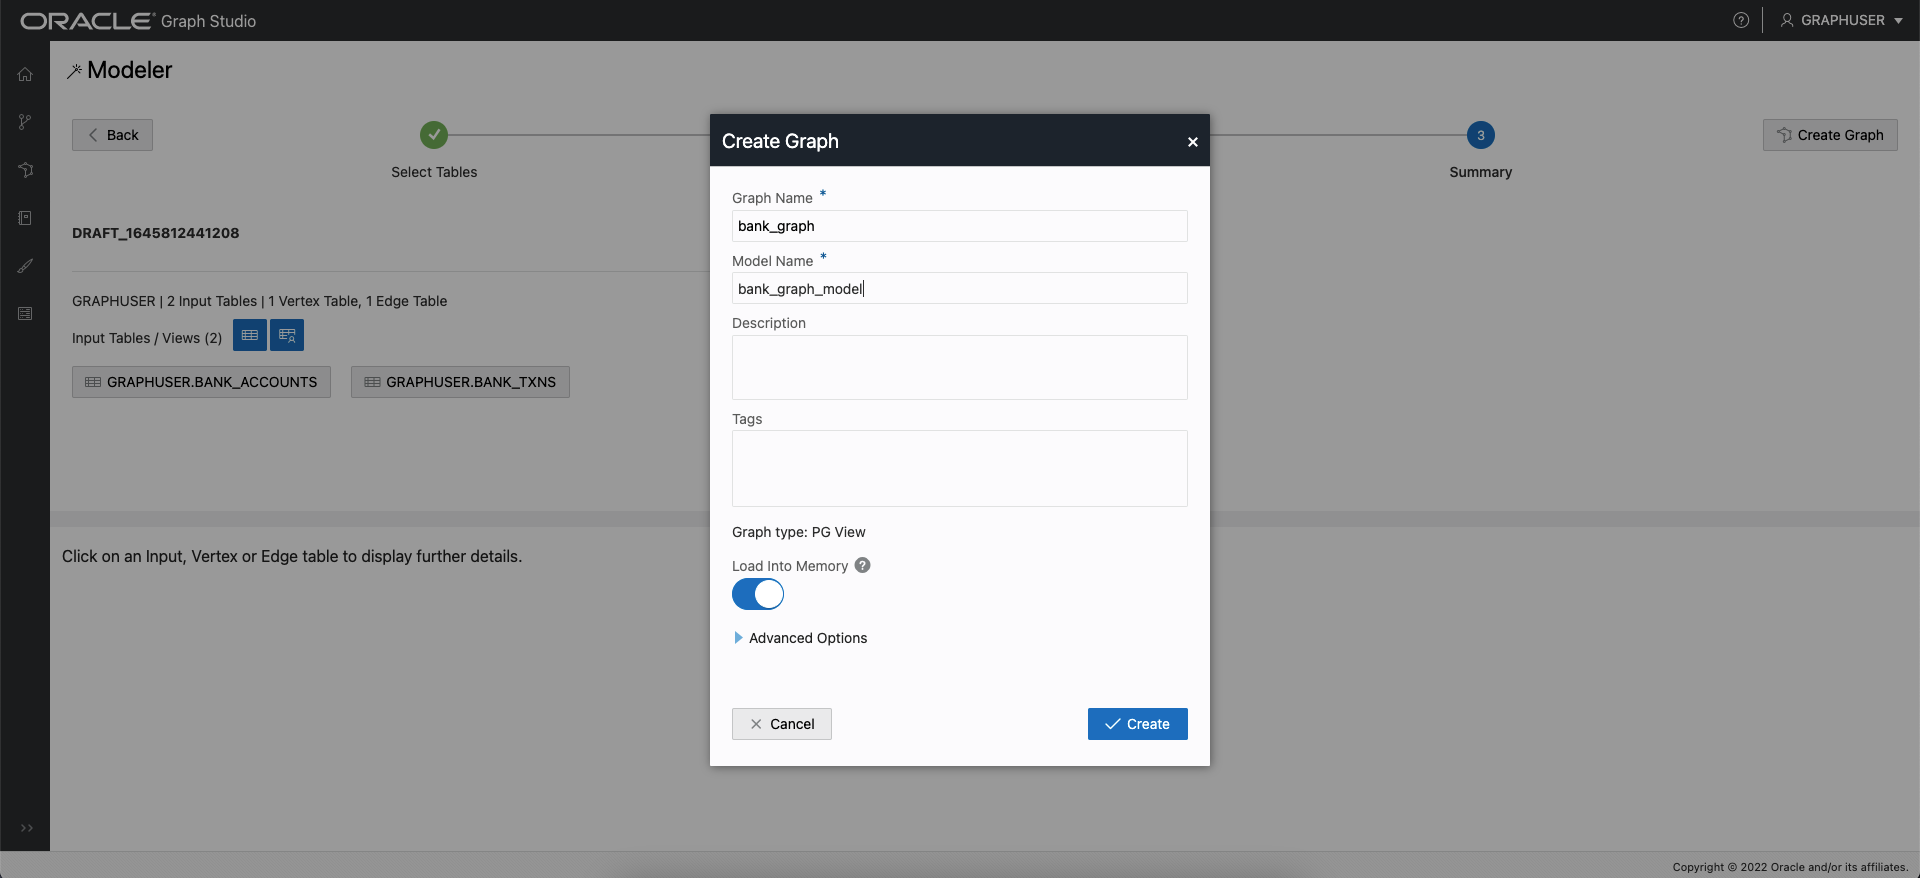 ORACLE® Graph Studio
GRAPHUSER
Modeler
Back
Select Tables
3
Summary
Create Graph
DRAFT_1645812441208
GRAPHUSER | 2 Input Tables | 1 Vertex Table, 1 Edge Table
Input Tables / Views (2)
GRAPHUSER.BANK_ACCOUNTS
GRAPHUSER.BANK_TXNS
Click on an Input, Vertex or Edge table to display further details.
Create Graph
Graph Name *
bank_graph
Model Name *
bank_graph_model
Description
Tags
Graph type: PG View
Load Into Memory ?
Advanced Options
Cancel
Create
Copyright © 2022 Oracle and/or its affiliates.